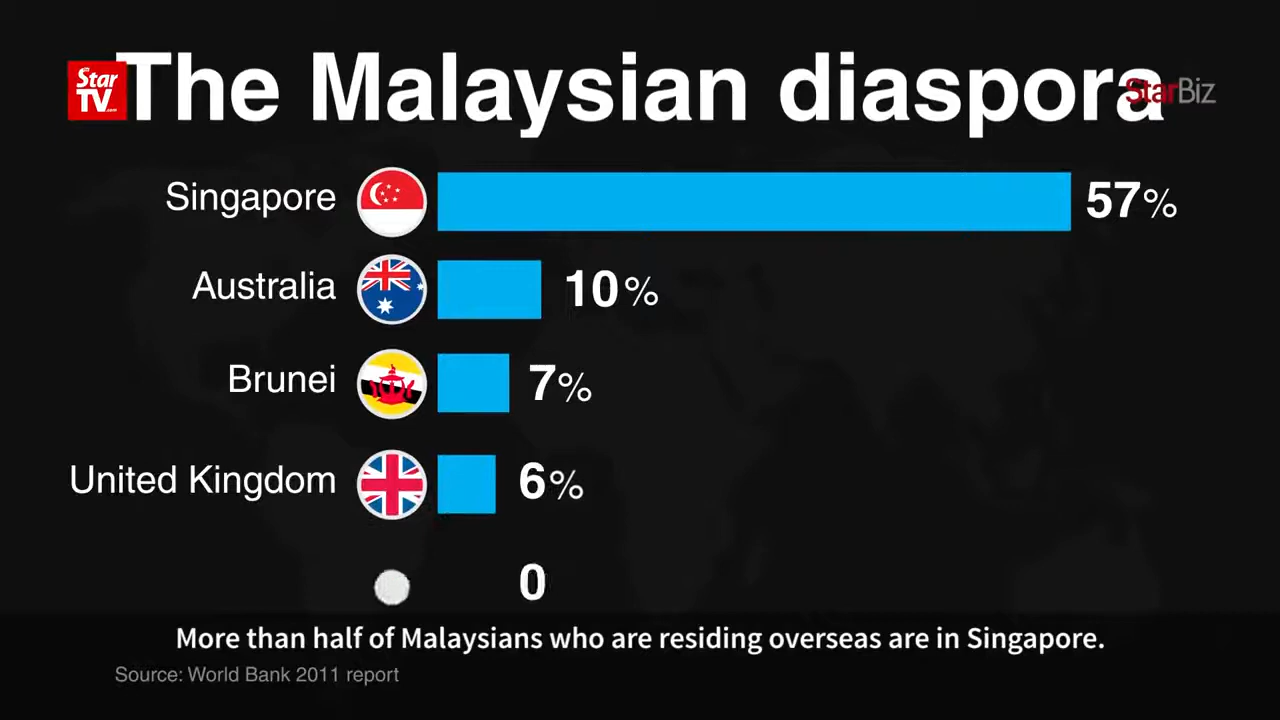 Star
TV.com
The Malaysian diaspora
StarBiz
Singapore 57%
Australia 10%
Brunei 7%
United Kingdom 6%
0
More than half of Malaysians who are residing overseas are in Singapore.
Source: World Bank 2011 report